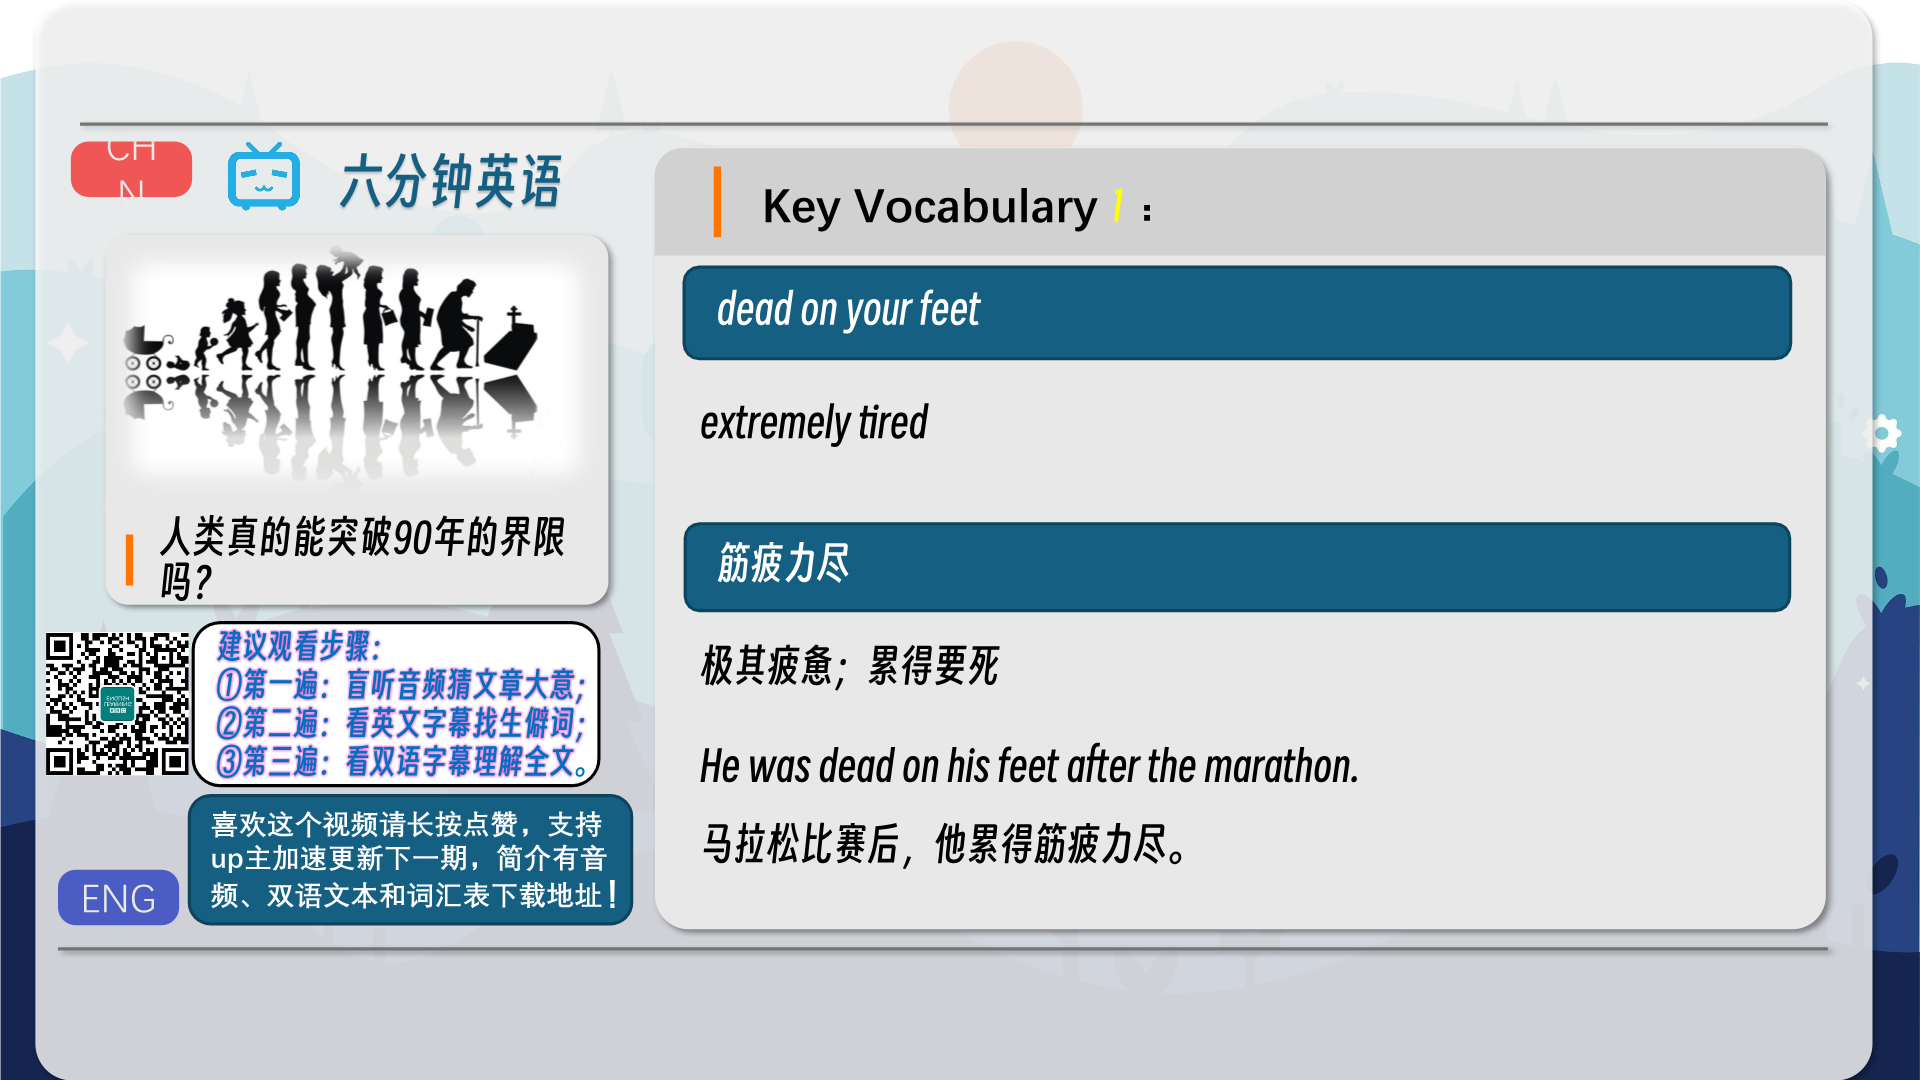 CH
N
六分钟英语
人类真的能突破90年的界限
吗？
建议观看步骤：
①第一遍：盲听音频猜文章大意；
②第二遍：看英文字幕找生僻词；
③第三遍：看双语字幕理解全文。
喜欢这个视频请长按点赞，支持
up主加速更新下一期，简介有音
频、双语文本和词汇表下载地址！
ENG
Key Vocabulary 1：
dead on your feet
extremely tired
筋疲力尽
极其疲惫；累得要死
He was dead on his feet after the marathon.
马拉松比赛后，他累得筋疲力尽。